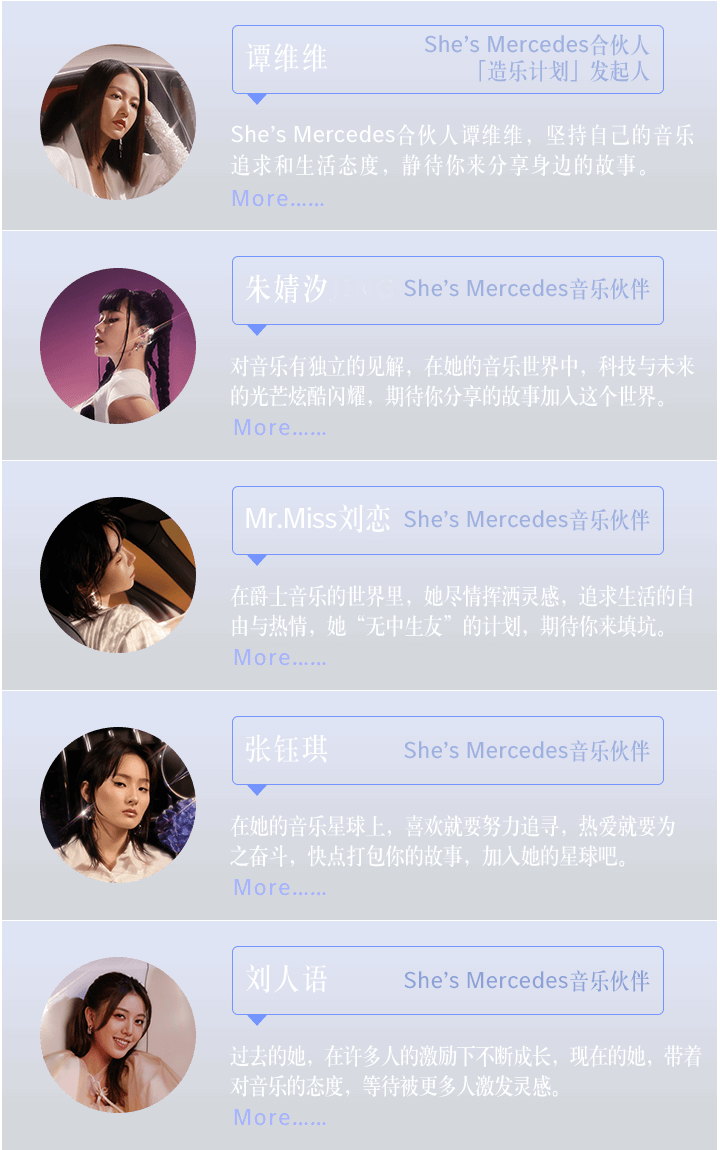 谭维维
She's Mercedes合伙人
「造乐计划」发起人
She's Mercedes合伙人谭维维，坚持自己的音乐
追求和生活态度，静待你来分享身边的故事。
More……
朱婧汐
She's Mercedes音乐伙伴
对音乐有独立的见解，在她的音乐世界中，科技与未来
的光芒炫酷闪耀，期待你分享的故事加入这个世界。
More……
Mr.Miss刘恋
She's Mercedes音乐伙伴
在爵士音乐的世界里，她尽情挥洒灵感，追求生活的自
由与热情，她“无中生友”的计划，期待你来填坑。
More……
张钰琪
She's Mercedes音乐伙伴
在她的音乐星球上，喜欢就要努力追寻，热爱就要为
之奋斗，快点打包你的故事，加入她的星球吧。
More……
刘人语
She's Mercedes音乐伙伴
过去的她，在许多人的激励下不断成长，现在的她，带着
对音乐的态度，等待被更多人激发灵感。
More……